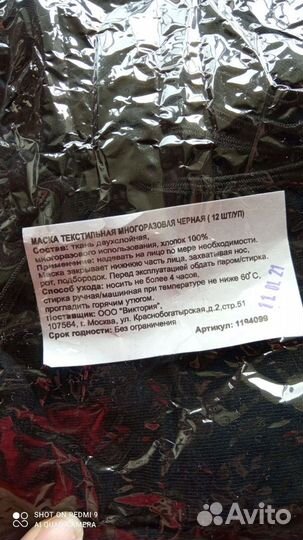 МАСКА ТЕКСТИЛЬНАЯ МНОГОРАЗОВАЯ ЧЕРНАЯ ( 12 ШТ/УП)
Состав: ткань двухслойная,
многоразового использования, хлопок 100%.
Применение: надевать на лицо по мере необходимости.
Маска закрывает нижнюю часть лица, захватывая нос,
рот, подбородок. Перед эксплуатацией обдать паром/стирка.
Способ ухода: носить не более 4 часов.
стирка ручная/машинная при температуре не ниже 60°С,
прогладить горячим утюгом.
Поставщик: ООО "Виктория",
107564, г. Москва, ул. Краснобогатырская,д.2,стр.51
Срок годности: Без ограничения
Артикул: 1194099
SHOT ON REDMI 9
AI QUAD CAMERA
Avito